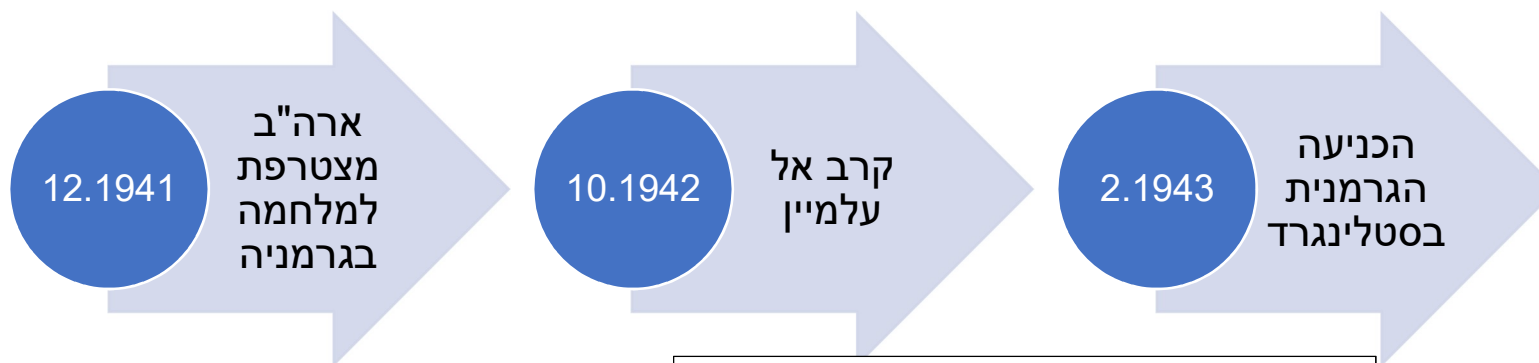 12.1941
ארה"ב
מצטרפת
למלחמה
בגרמניה
10.1942
קרב אל
עלמיין
2.1943
הכניעה
הגרמנית
בסטלינגרד